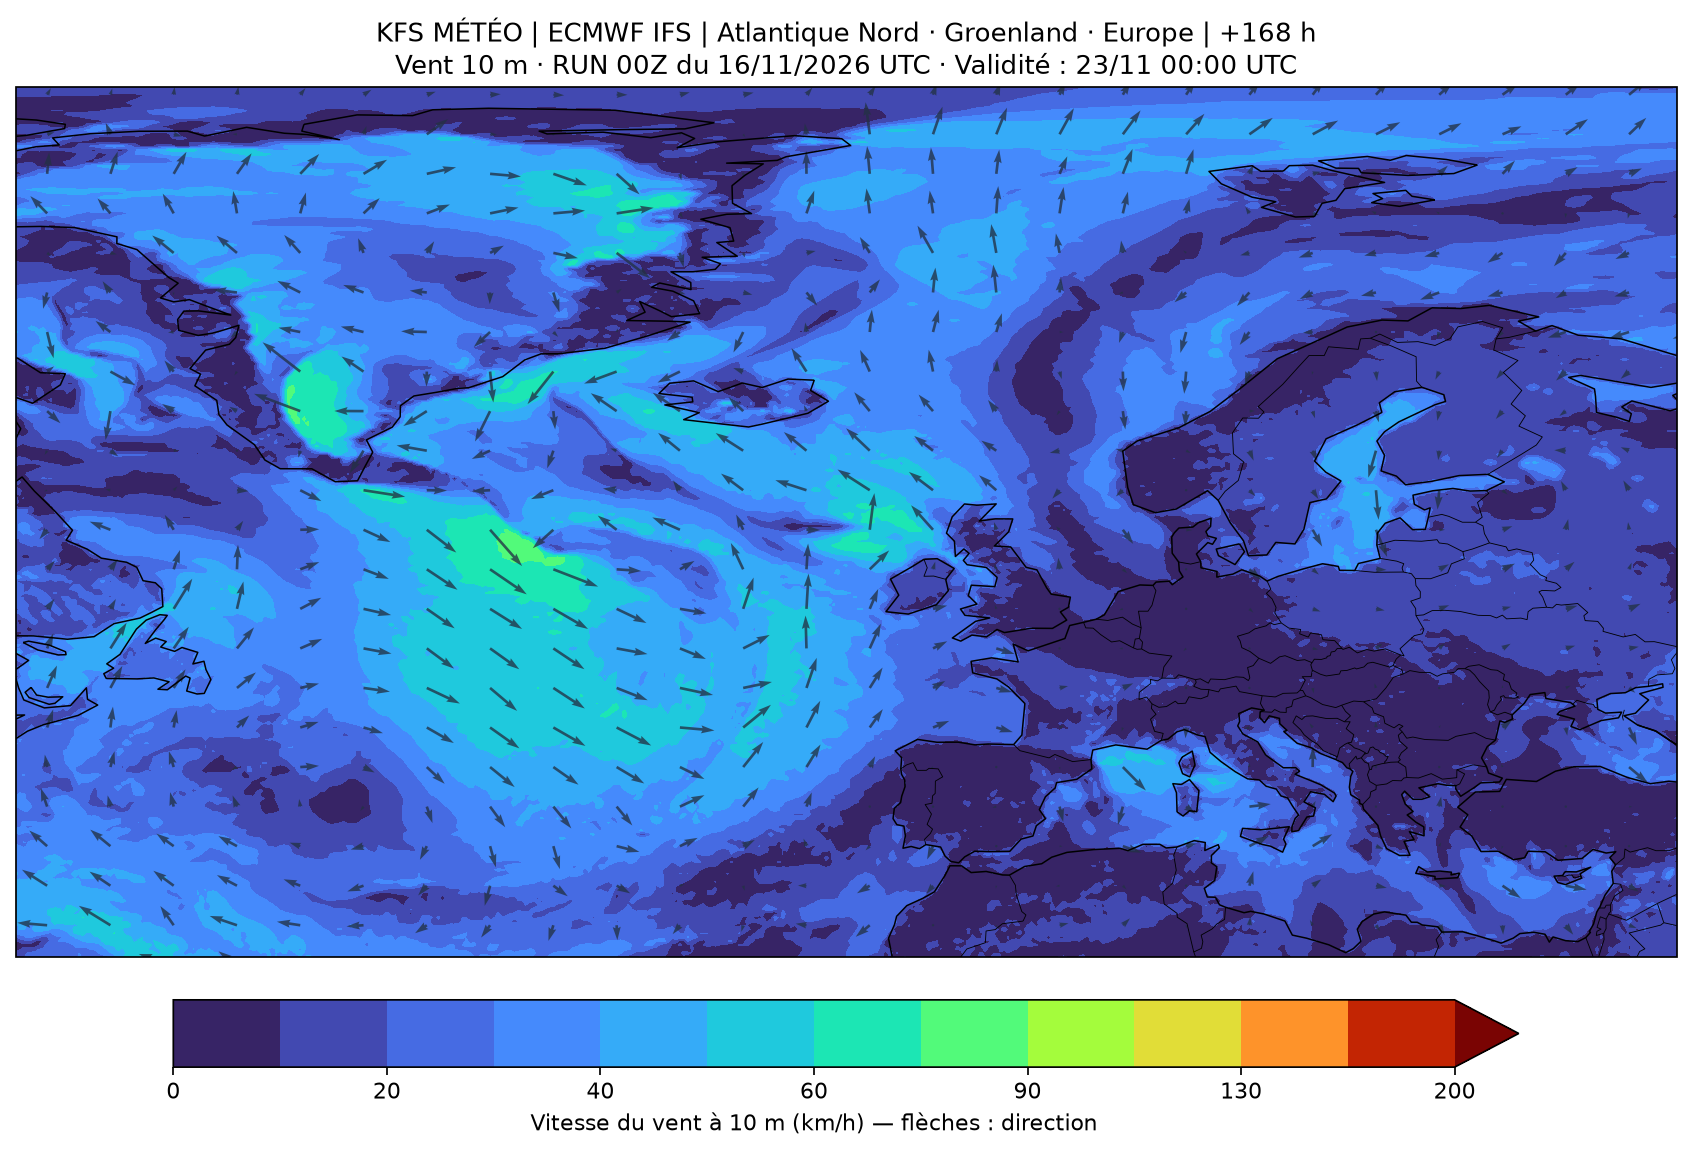 KFS MÉTÉO | ECMWF IFS | Atlantique Nord · Groenland · Europe | +168 h
Vent 10 m · RUN 00Z du 16/11/2026 UTC · Validité : 23/11 00:00 UTC
0 20 40 60 90 130 200
Vitesse du vent à 10 m (km/h) — flèches : direction